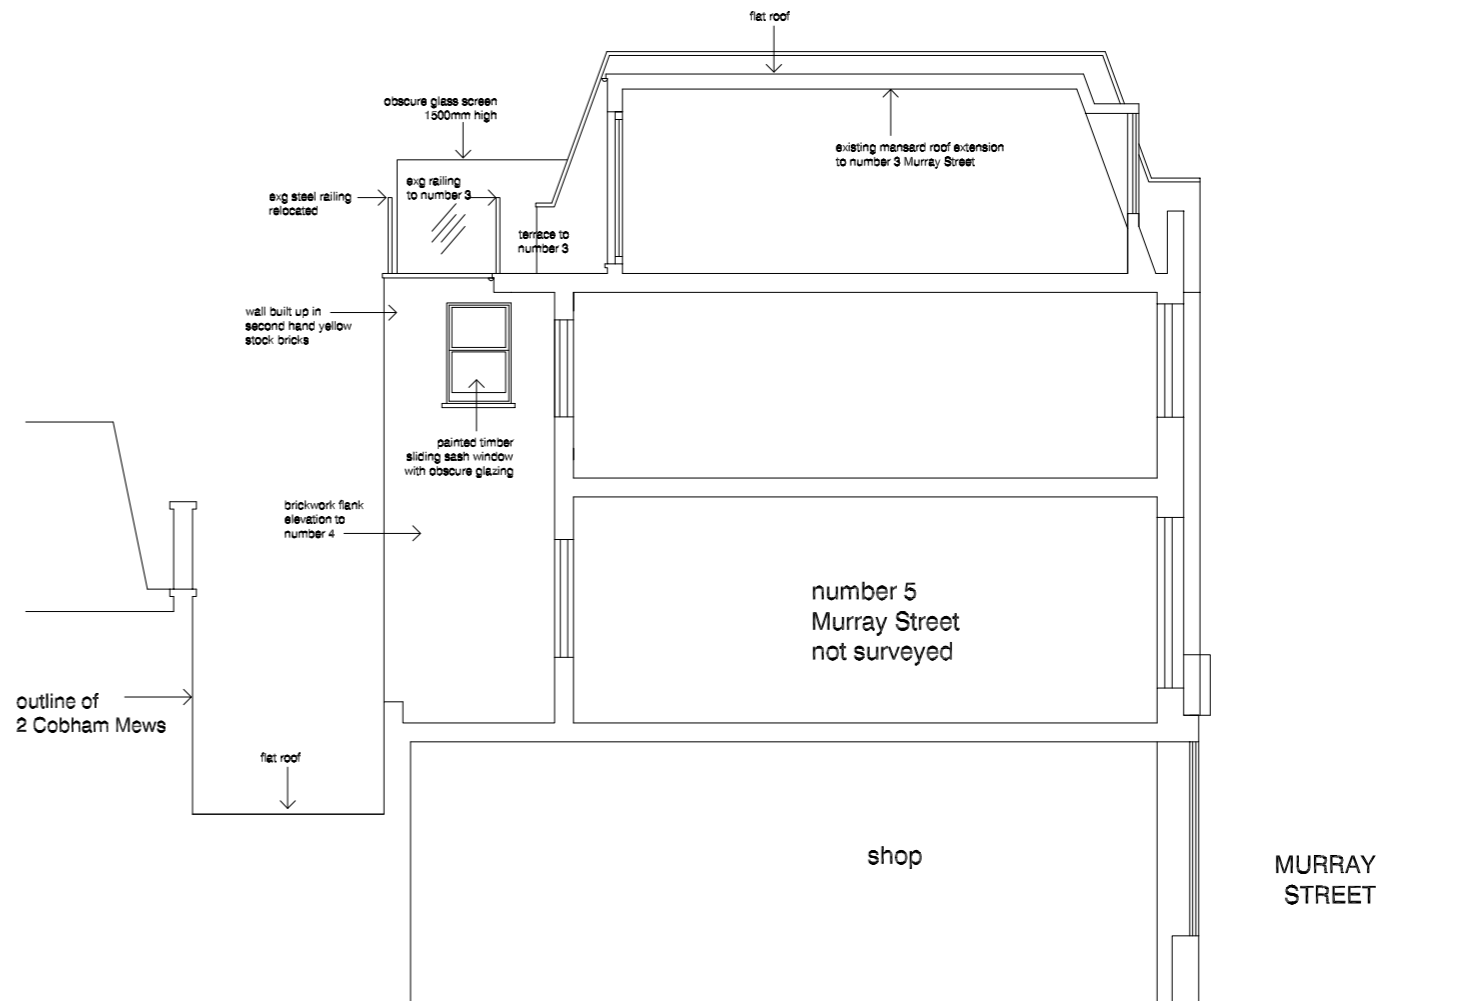 flat roof
obscure glass screen
1500mm high
existing mansard roof extension
to number 3 Murray Street
exg railing
to number 3
exg steel railing
relocated
terrace to
number 3
wall built up in
second hand yellow
stock bricks
painted timber
sliding sash window
with obscure glazing
brickwork flank
elevation to
number 4
number 5
Murray Street
not surveyed
outline of
2 Cobham Mews
flat roof
shop
MURRAY
STREET